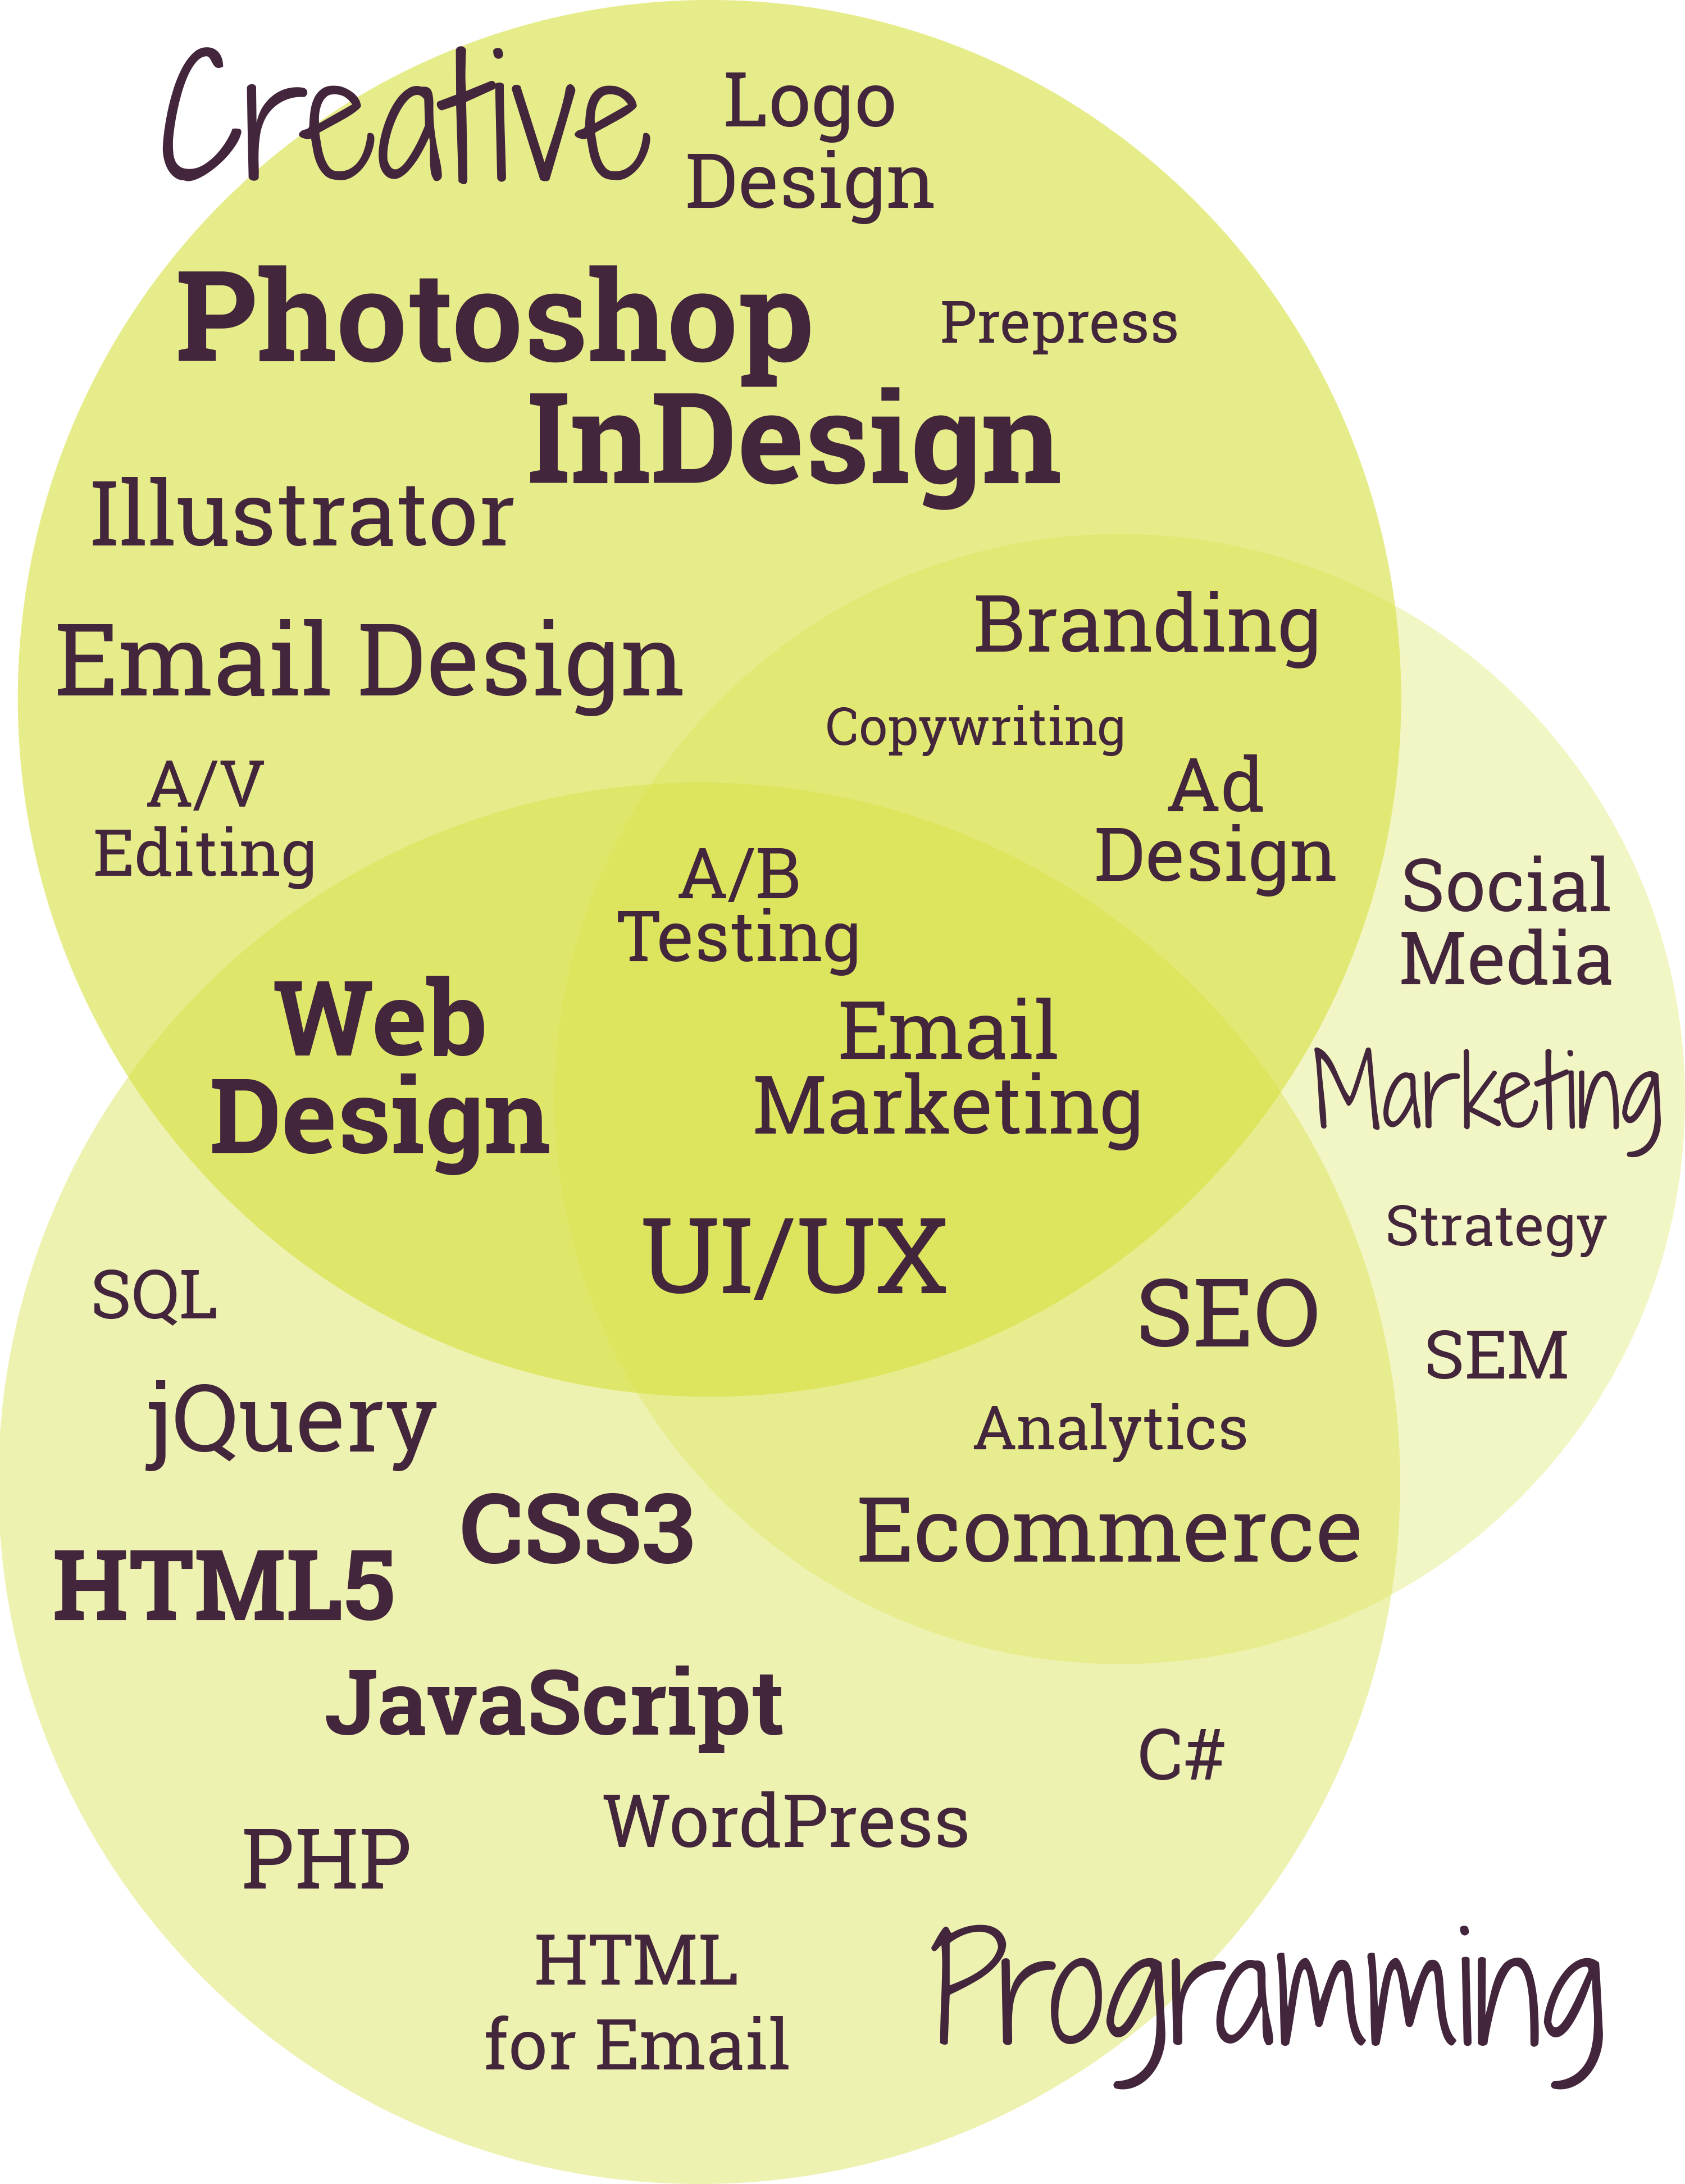 Creative
Logo
Design
Photoshop
Prepress
InDesign
Illustrator
Branding
Email Design
Copywriting
A/V
Editing
Ad
Design
A/B
Testing
Social
Media
Web
Design
Email
Marketing
Marketing
Strategy
UI/UX
SQL
SEO
SEM
jQuery
Analytics
CSS3
Ecommerce
HTML5
JavaScript
C#
WordPress
PHP
HTML
for Email
Programming